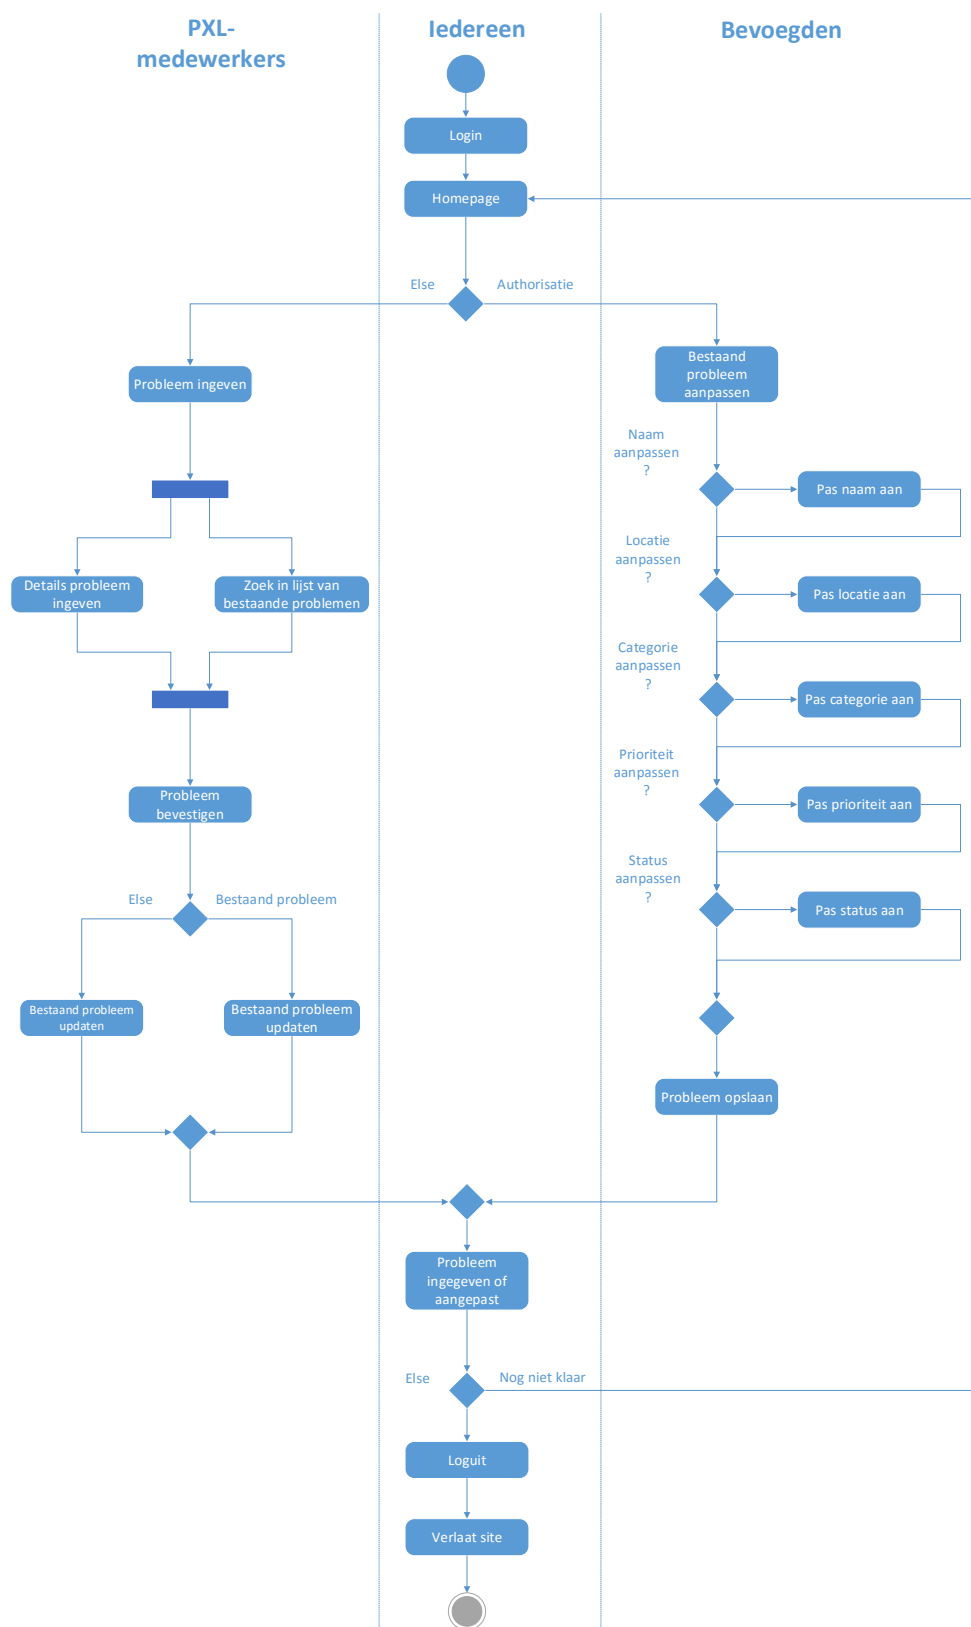 PXL-
medewerkers
Iedereen
Bevoegden
Login
Homepage
Else
Authorisatie
Bestaand
probleem
aanpassen
Probleem ingeven
Naam
aanpassen
?
Pas naam aan
Locatie
aanpassen
?
Details probleem
ingeven
Zoek in lijst van
bestaande problemen
Pas locatie aan
Categorie
aanpassen
?
Pas categorie aan
Prioriteit
aanpassen
?
Probleem
bevestigen
Pas prioriteit aan
Status
aanpassen
?
Else
Bestaand probleem
Pas status aan
Bestaand probleem
updaten
Bestaand probleem
updaten
Probleem opslaan
Probleem
ingegeven of
aangepast
Else
Nog niet klaar
Loguit
Verlaat site